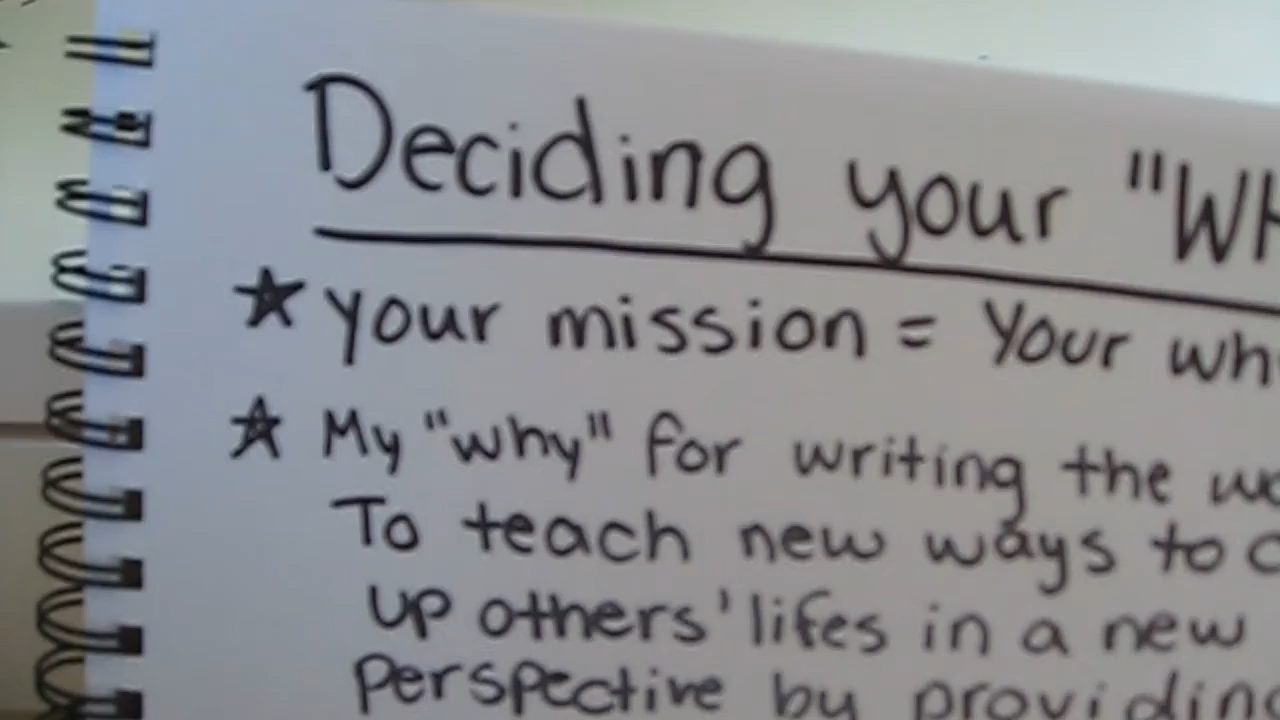 Deciding your "Wh
★ your mission = Your wh
☆ My "why" for writing the wo
To teach new ways to
up others' lifes in a new
perspective by providing